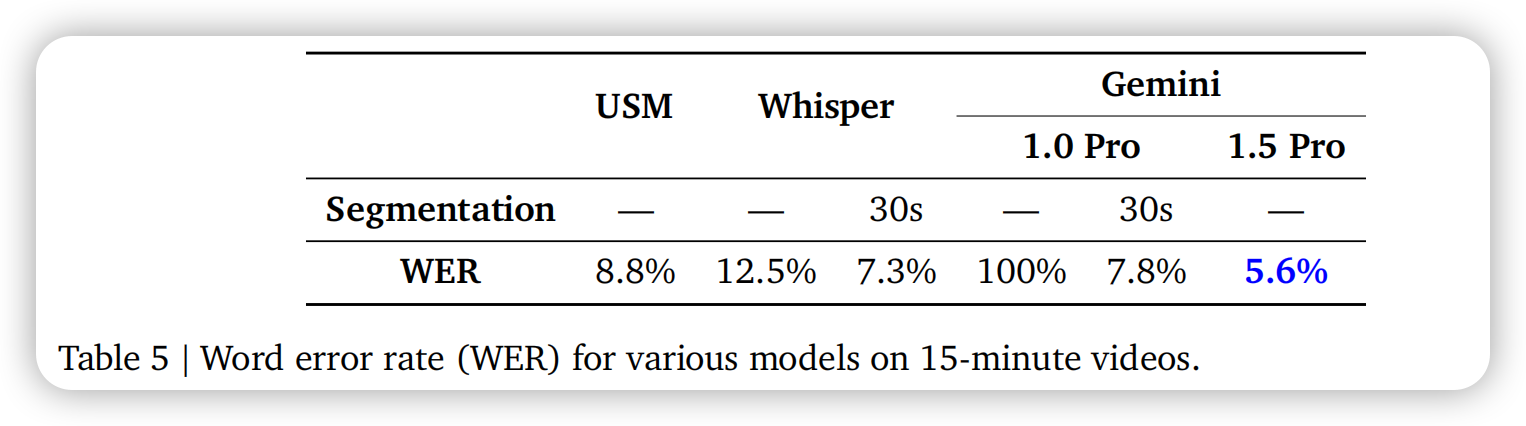 Gemini
USM Whisper
1.0 Pro 1.5 Pro
Segmentation — — 30s — 30s —
WER 8.8% 12.5% 7.3% 100% 7.8% 5.6%
Table 5 | Word error rate (WER) for various models on 15-minute videos.